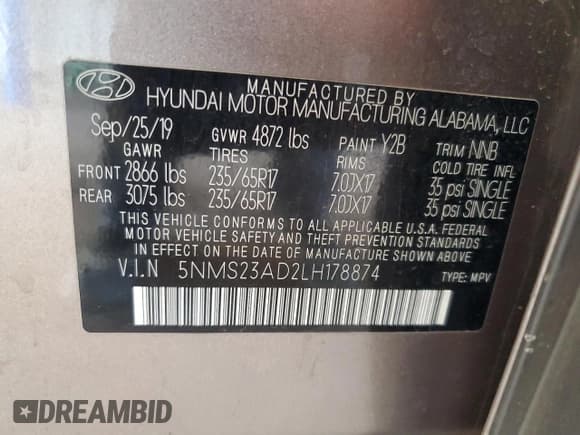 MANUFACTURED BY
HYUNDAI MOTOR MANUFACTURING ALABAMA, LLC
Sep/25/19 GVWR 4872 lbs PAINT Y2B TRIM NNB
GAWR TIRES RIMS COLD TIRE INFL
FRONT 2866 lbs 235/65R17 7.0JX17 35 psi SINGLE
REAR 3075 lbs 235/65R17 7.0JX17 35 psi SINGLE
THIS VEHICLE CONFORMS TO ALL APPLICABLE U.S.A. FEDERAL
MOTOR VEHICLE SAFETY AND THEFT PREVENTION STANDARDS
IN EFFECT ON THE DATE OF MANUFACTURE SHOWN ABOVE
V.I.N 5NMS23AD2LH178874 TYPE: MPV
DREAMBID